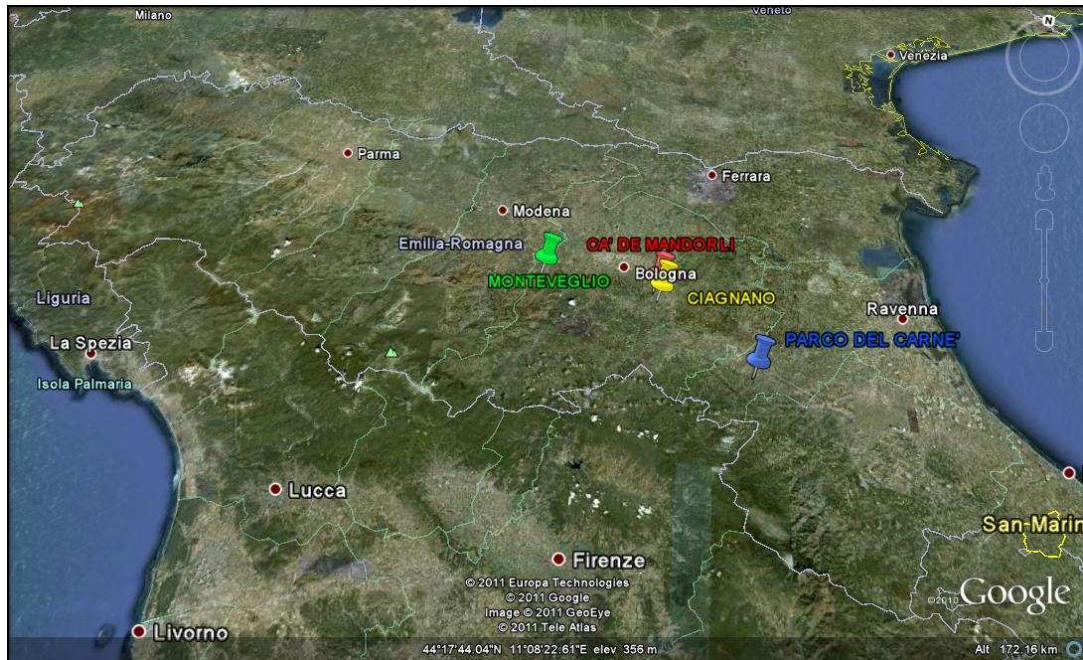 Milano
Veneto
N
Venezia
Parma
Ferrara
Modena
Emilia-Romagna
CA' DE MANDORLI
Bologna
MONTEVEGLIO
CIAGNANO
Liguria
Ravenna
La Spezia
PARCO DEL CARNE'
Isola Palmaria
Lucca
San-Marin
Firenze
© 2011 Europa Technologies
© 2011 Google
Image © 2011 GeoEye
© 2011 Tele Atlas
©2010 Google
Livorno
44°17'44.04"N 11°08'22.61"E elev 356 m
Alt 172.16 km